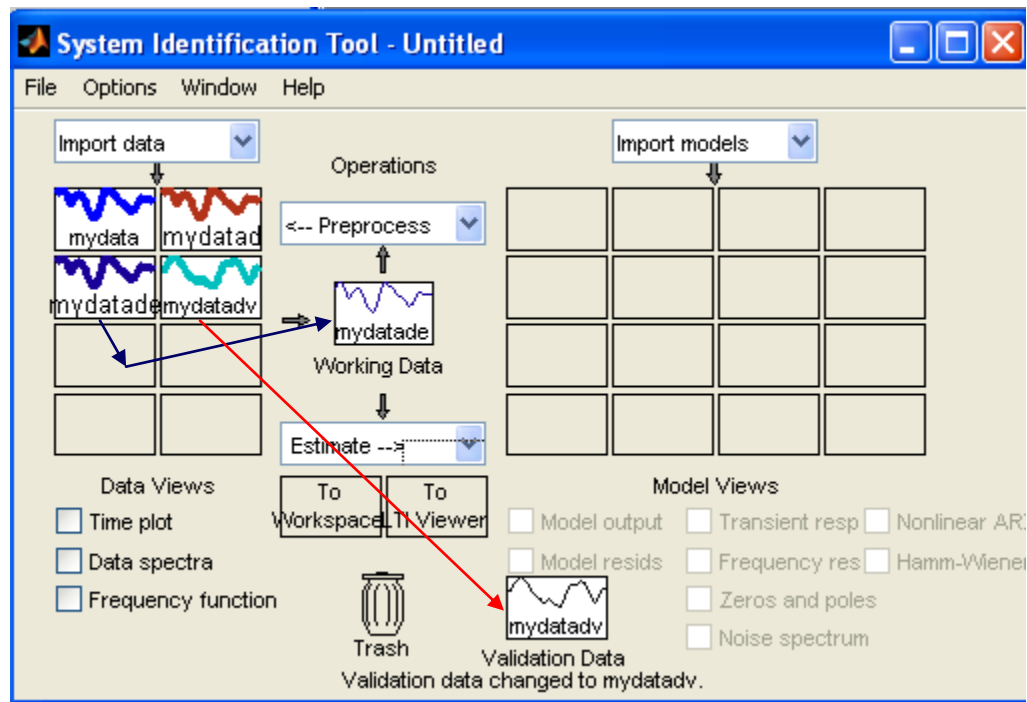 System Identification Tool - Untitled
File Options Window Help
Import data
Import models
Operations
mydata
mydatad
<-- Preprocess
mydatade
mydatadv
mydatade
Working Data
Estimate -->
Data Views
To Workspace
To LTI Viewer
Model Views
Time plot
Model output
Transient resp
Nonlinear AR
Data spectra
Model resids
Frequency res
Hamm-Wiener
Frequency function
Zeros and poles
mydatadv
Noise spectrum
Trash
Validation Data
Validation data changed to mydatadv.